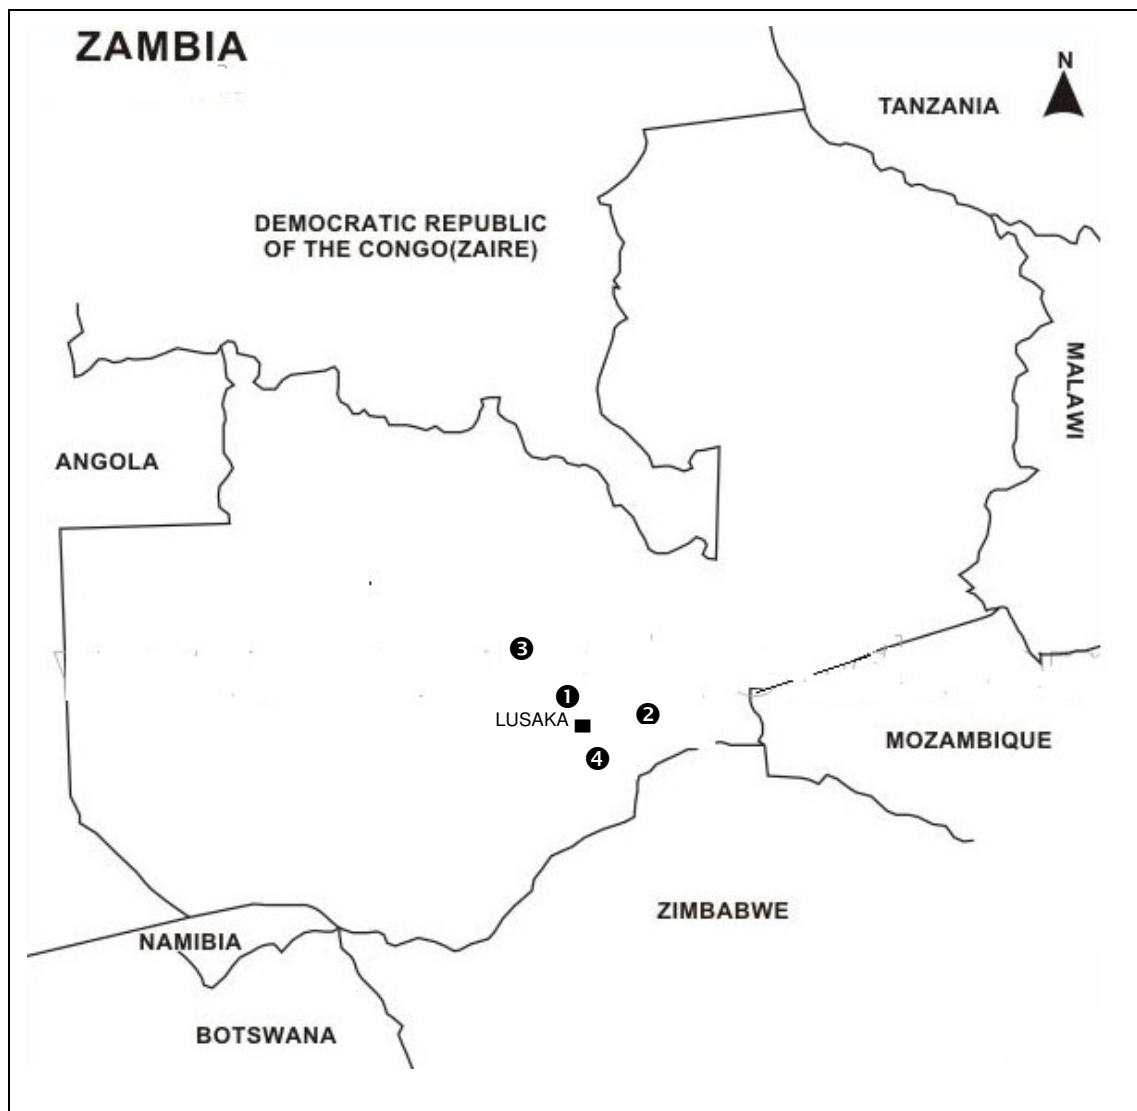 ZAMBIA
N
TANZANIA
DEMOCRATIC REPUBLIC
OF THE CONGO(ZAIRE)
MALAWI
ANGOLA
❸
❶
LUSAKA
❷
❹
MOZAMBIQUE
ZIMBABWE
NAMIBIA
BOTSWANA